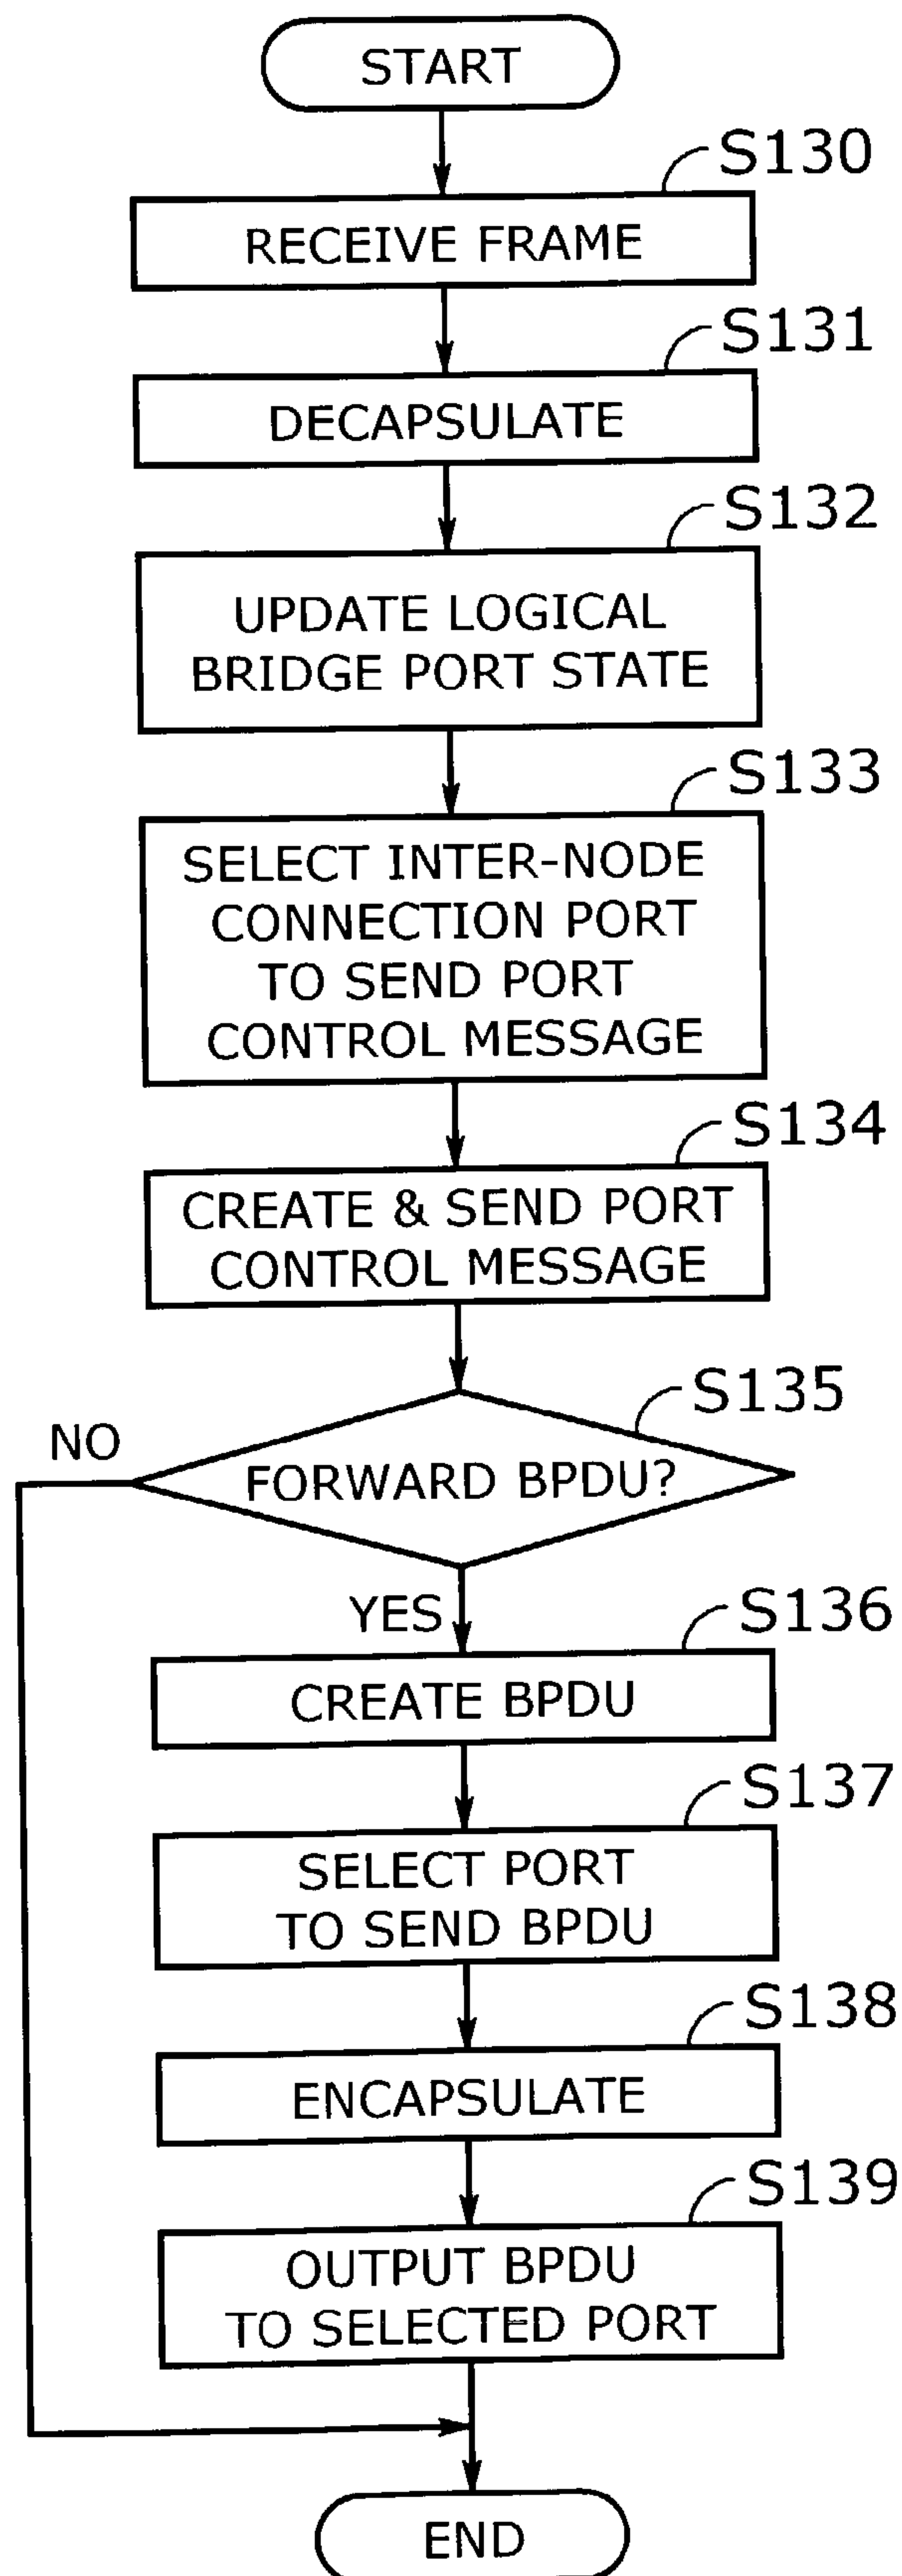 START
S130
RECEIVE FRAME
S131
DECAPSULATE
S132
UPDATE LOGICAL
BRIDGE PORT STATE
S133
SELECT INTER-NODE
CONNECTION PORT
TO SEND PORT
CONTROL MESSAGE
S134
CREATE & SEND PORT
CONTROL MESSAGE
S135
NO
FORWARD BPDU?
YES
S136
CREATE BPDU
S137
SELECT PORT
TO SEND BPDU
S138
ENCAPSULATE
S139
OUTPUT BPDU
TO SELECTED PORT
END